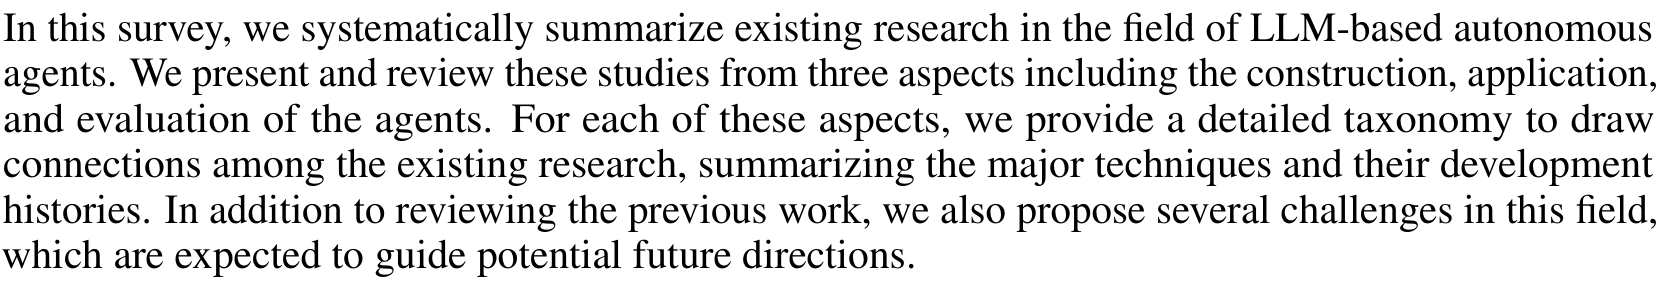 In this survey, we systematically summarize existing research in the field of LLM-based autonomous
agents. We present and review these studies from three aspects including the construction, application,
and evaluation of the agents. For each of these aspects, we provide a detailed taxonomy to draw
connections among the existing research, summarizing the major techniques and their development
histories. In addition to reviewing the previous work, we also propose several challenges in this field,
which are expected to guide potential future directions.